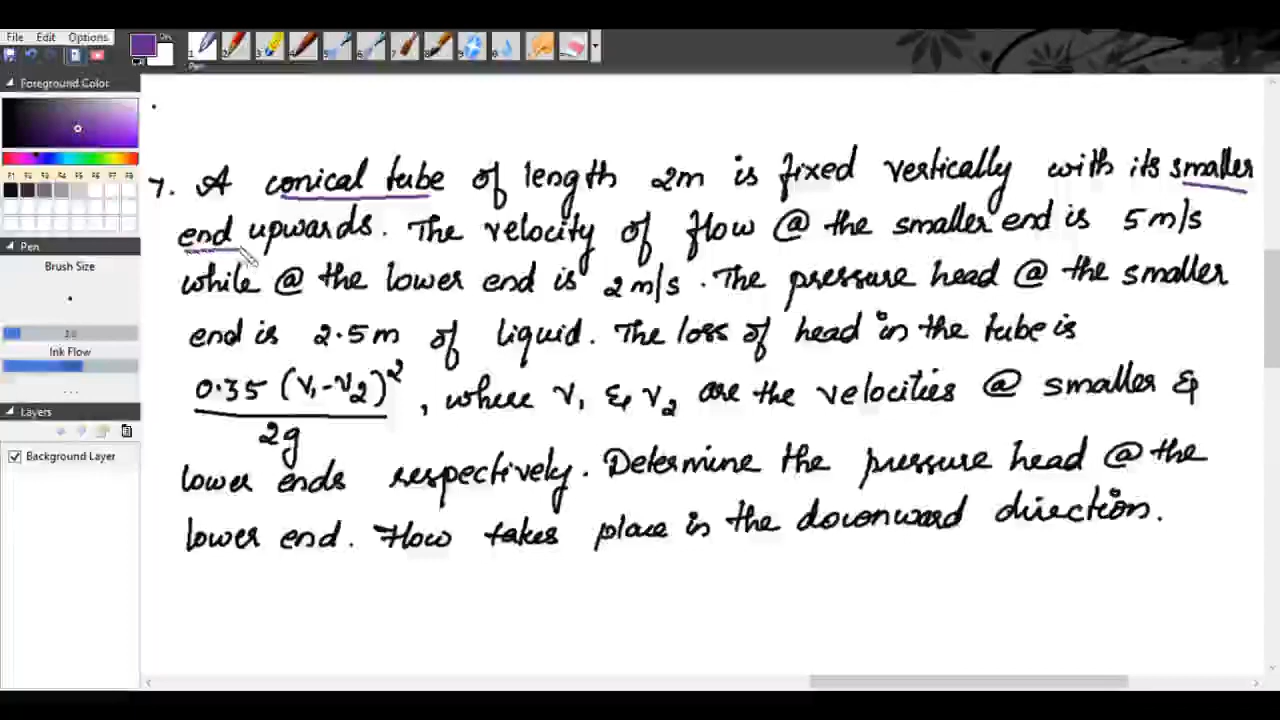 File Edit Options
Foreground Color
Pen
Brush Size
Ink Flow
Layers
Background Layer
7. A conical tube of length 2m is fixed vertically with its smaller
end upwards. The velocity of flow @ the smaller end is 5 m/s
while @ the lower end is 2 m/s. The pressure head @ the smaller
end is 2.5m of liquid. The loss of head in the tube is
0.35 (V1-V2)²
2g
, where V1 & V2 are the velocities @ smaller &
lower ends respectively. Determine the pressure head @ the
lower end. Flow takes place in the downward direction.